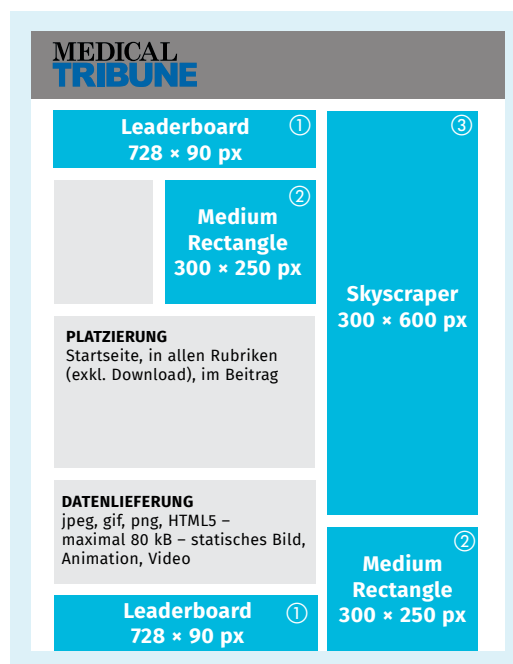 MEDICAL
TRIBUNE
Leaderboard ①
728 × 90 px
②
Medium
Rectangle
300 × 250 px
③
Skyscraper
300 × 600 px
PLATZIERUNG
Startseite, in allen Rubriken
(exkl. Download), im Beitrag
DATENLIEFERUNG
jpeg, gif, png, HTML5 –
maximal 80 kB – statisches Bild,
Animation, Video
Leaderboard ①
728 × 90 px
②
Medium
Rectangle
300 × 250 px